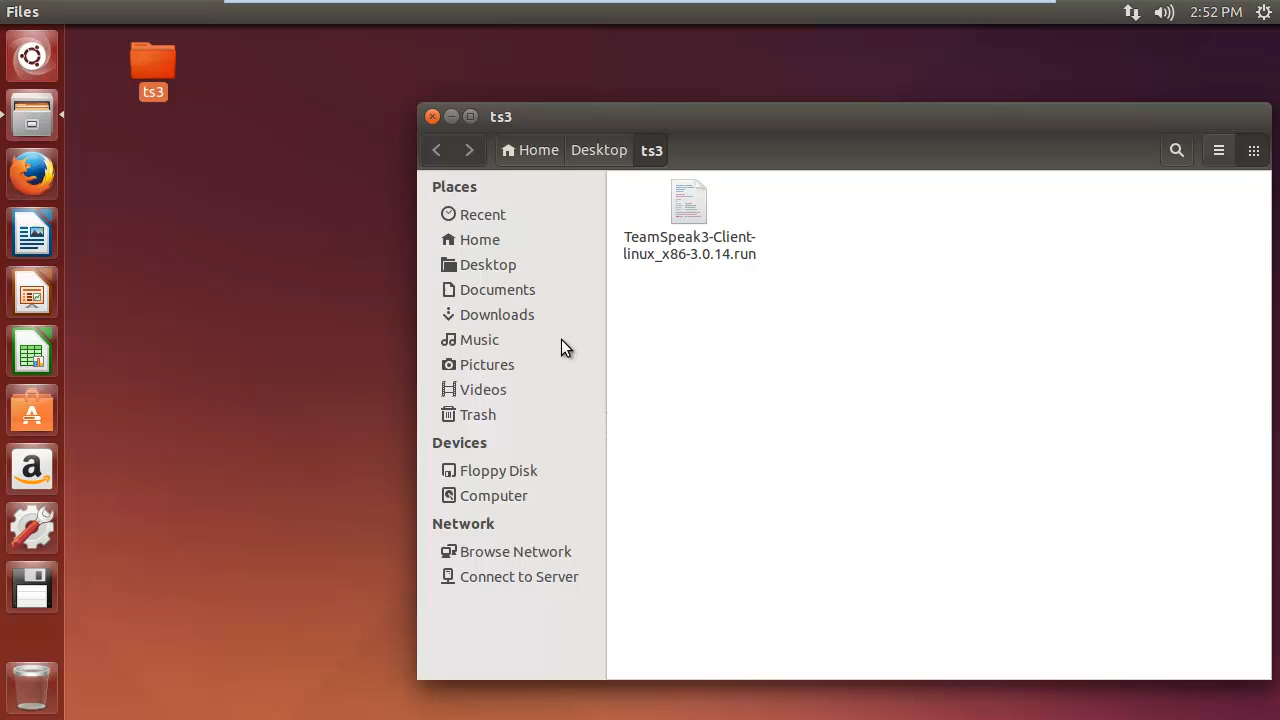 Files
2:52 PM
ts3
ts3
Home
Desktop
ts3
Places
Recent
Home
Desktop
Documents
Downloads
Music
Pictures
Videos
Trash
Devices
Floppy Disk
Computer
Network
Browse Network
Connect to Server
TeamSpeak3-Client-
linux_x86-3.0.14.run